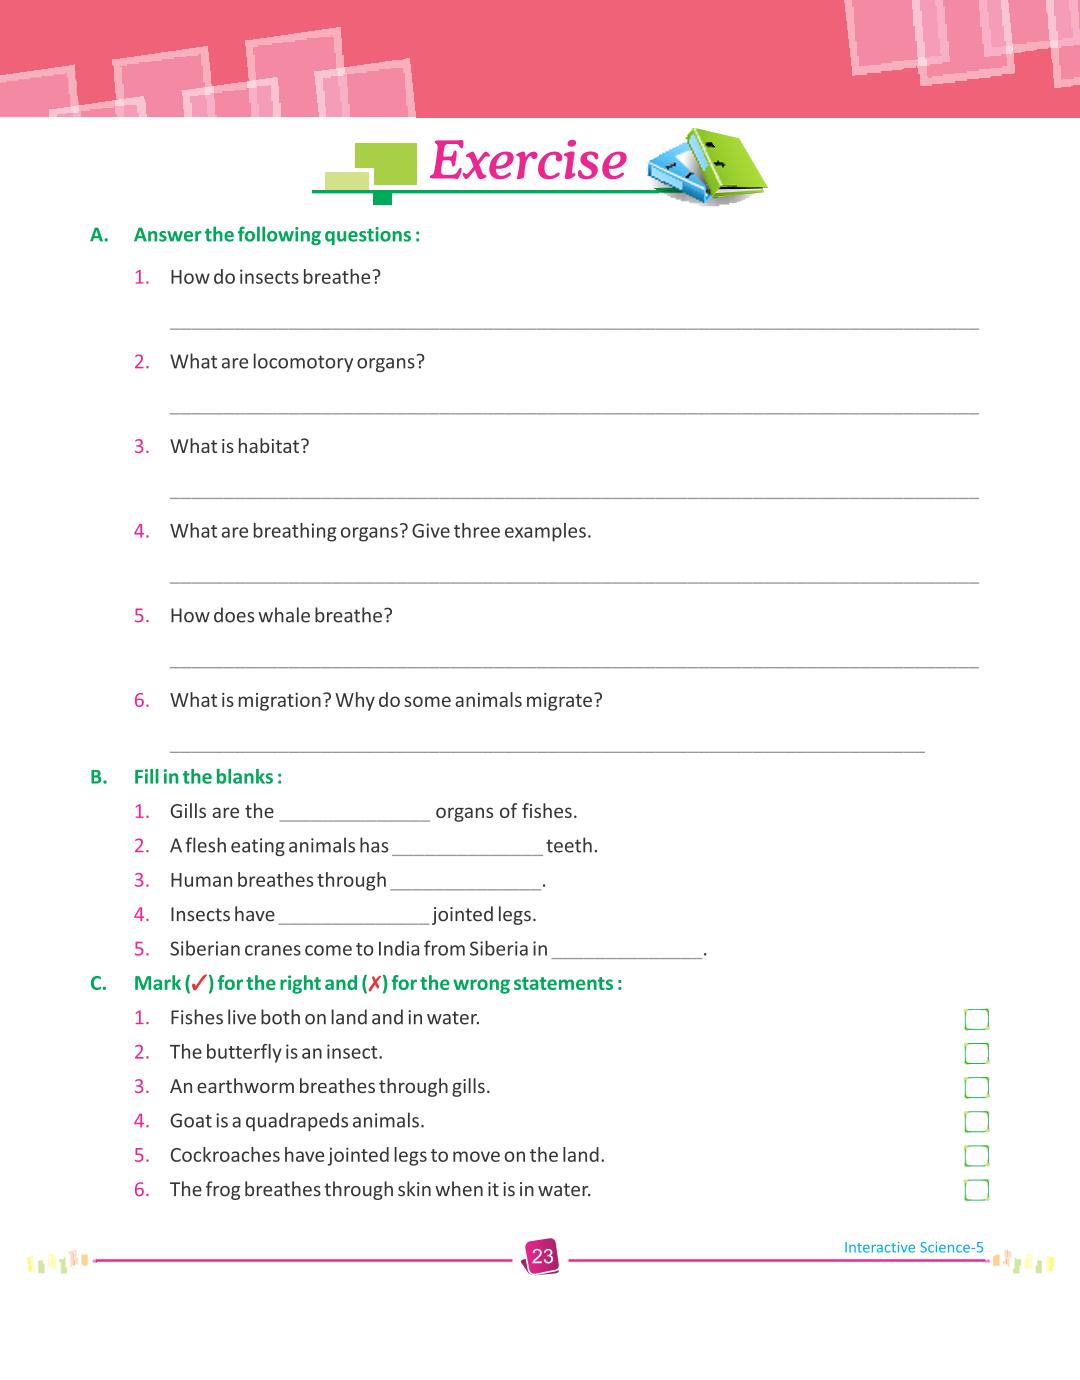 Exercise
A. Answer the following questions :
1. How do insects breathe?
2. What are locomotory organs?
3. What is habitat?
4. What are breathing organs? Give three examples.
5. How does whale breathe?
6. What is migration? Why do some animals migrate?
B. Fill in the blanks :
1. Gills are the ______________ organs of fishes.
2. A flesh eating animals has ______________ teeth.
3. Human breathes through ______________.
4. Insects have ______________ jointed legs.
5. Siberian cranes come to India from Siberia in ______________.
C. Mark (✓) for the right and (✗) for the wrong statements :
1. Fishes live both on land and in water.
2. The butterfly is an insect.
3. An earthworm breathes through gills.
4. Goat is a quadrapeds animals.
5. Cockroaches have jointed legs to move on the land.
6. The frog breathes through skin when it is in water.
23
Interactive Science-5